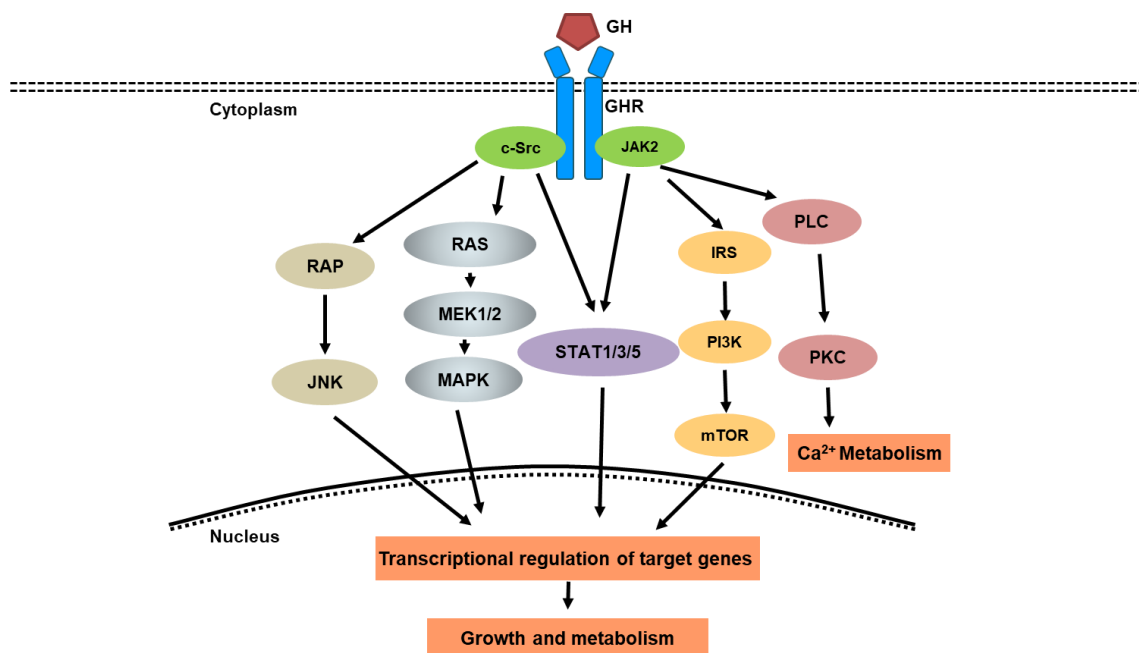 GH
Cytoplasm
GHR
c-Src
JAK2
PLC
RAS
IRS
RAP
MEK1/2
PI3K
STAT1/3/5
PKC
JNK
MAPK
mTOR
Ca²⁺ Metabolism
Nucleus
Transcriptional regulation of target genes
Growth and metabolism